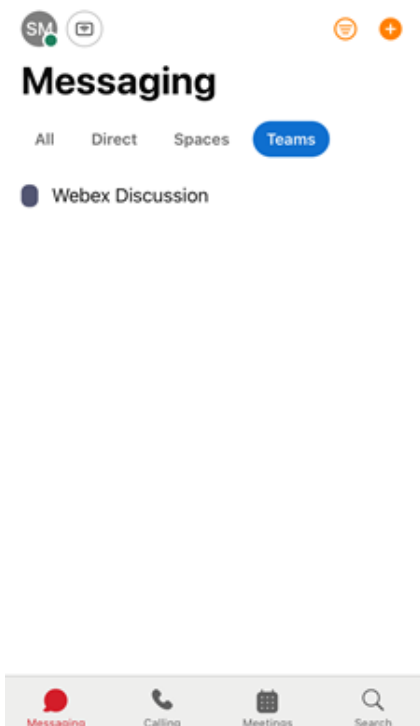 SM
Messaging
All Direct Spaces Teams
Webex Discussion
Messaging Calling Meetings Search